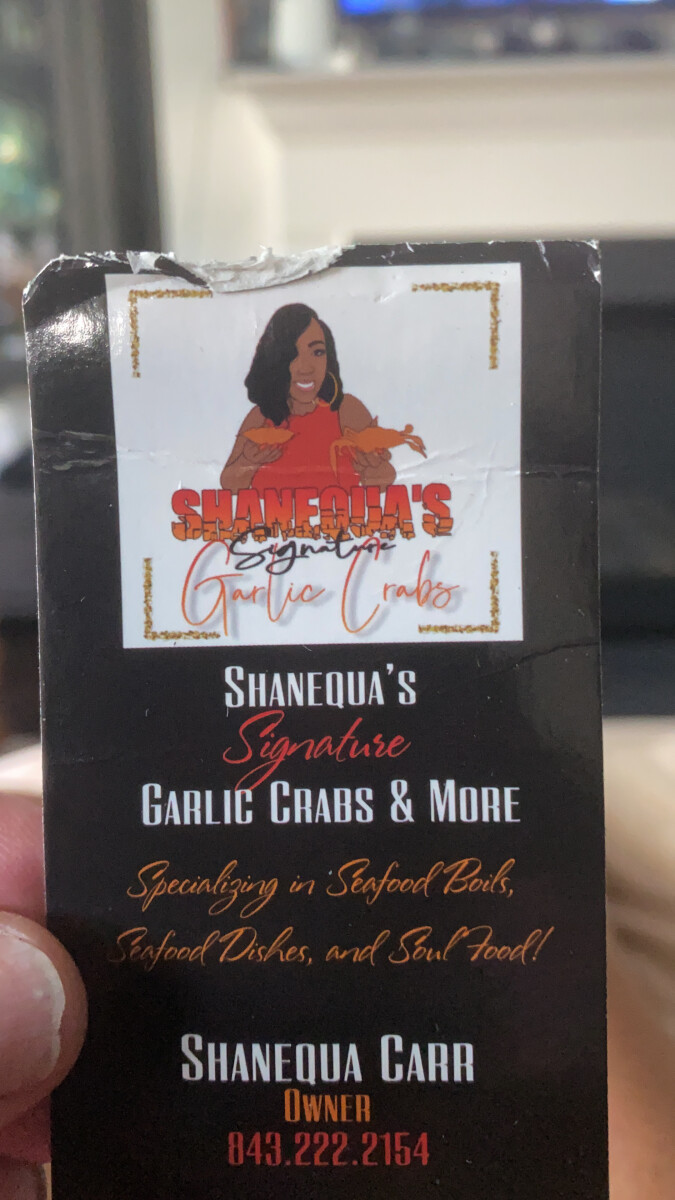 SHANEQUA'S
Signature
Garlic Crabs
SHANEQUA'S
Signature
GARLIC CRABS & MORE
Specializing in Seafood Boils,
Seafood Dishes, and Soul Food!
SHANEQUA CARR
OWNER
843.222.2154